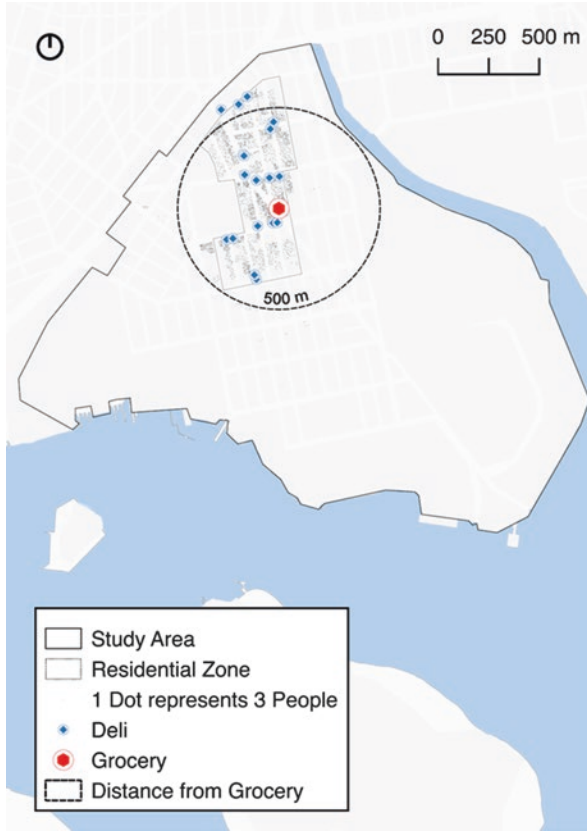 0 250 500 m
500 m
Study Area
Residential Zone
1 Dot represents 3 People
Deli
Grocery
Distance from Grocery